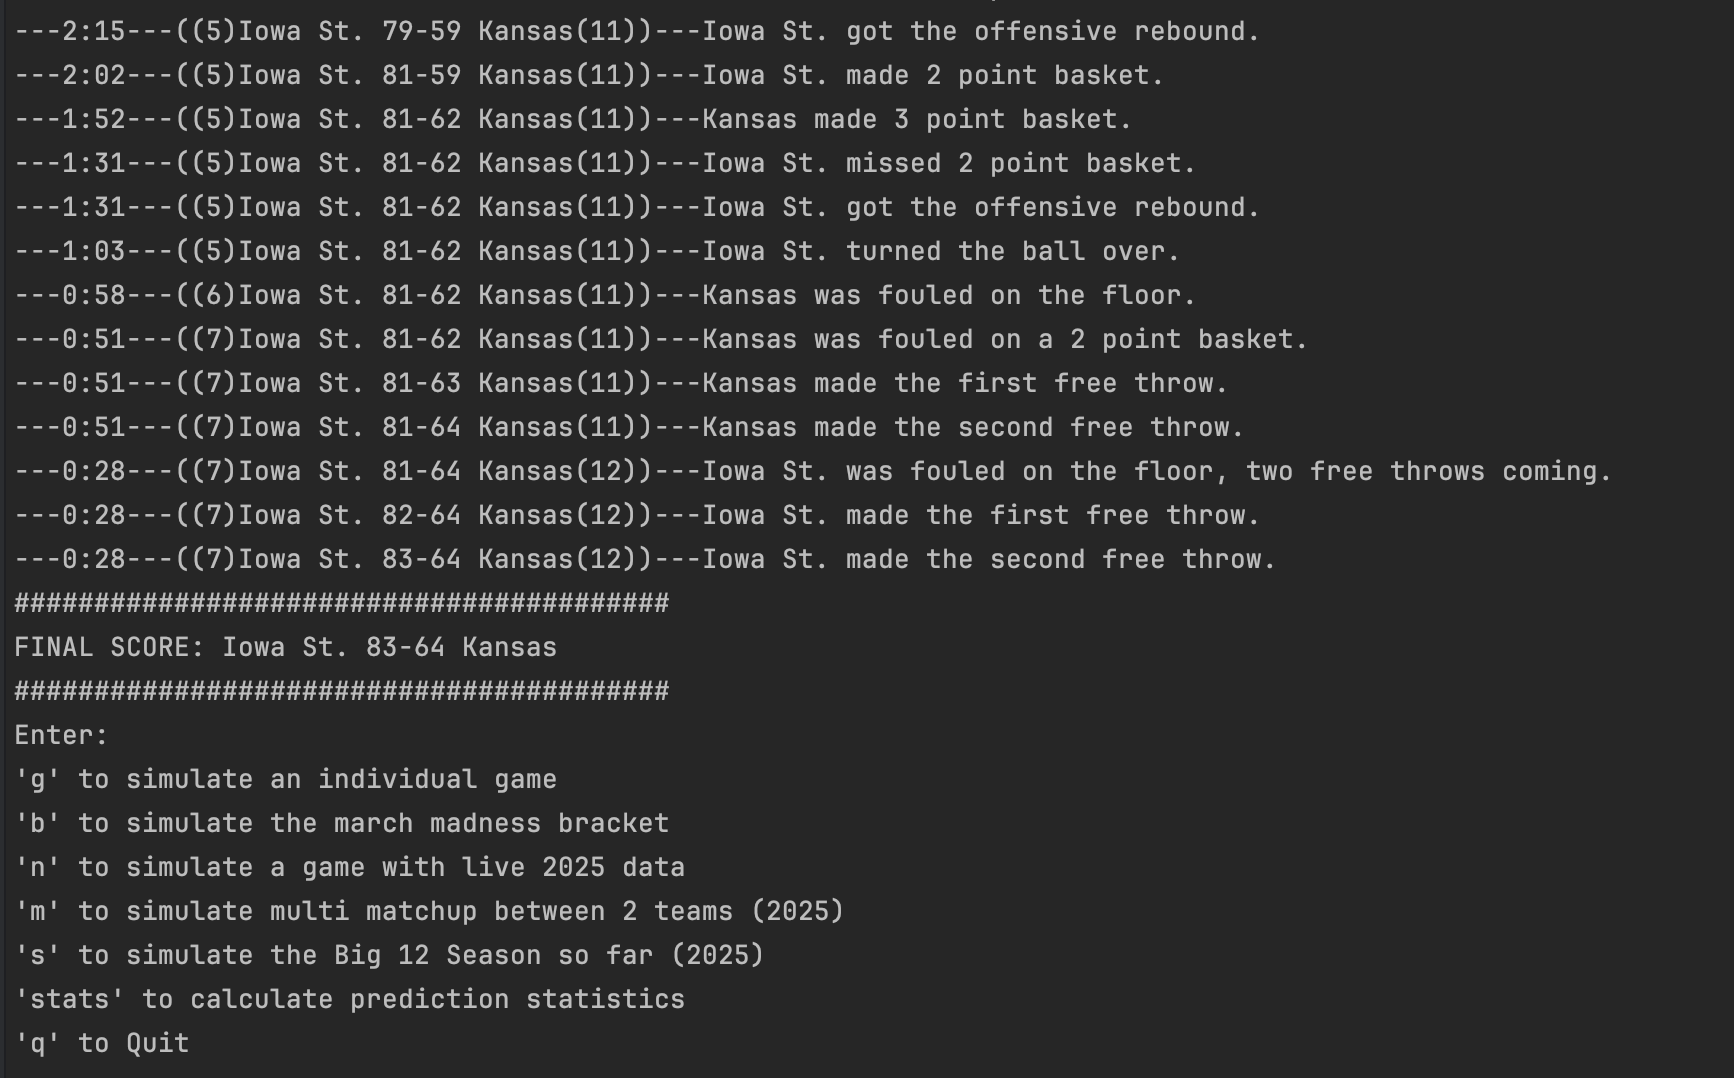 ---2:15---((5)Iowa St. 79-59 Kansas(11))---Iowa St. got the offensive rebound.
---2:02---((5)Iowa St. 81-59 Kansas(11))---Iowa St. made 2 point basket.
---1:52---((5)Iowa St. 81-62 Kansas(11))---Kansas made 3 point basket.
---1:31---((5)Iowa St. 81-62 Kansas(11))---Iowa St. missed 2 point basket.
---1:31---((5)Iowa St. 81-62 Kansas(11))---Iowa St. got the offensive rebound.
---1:03---((5)Iowa St. 81-62 Kansas(11))---Iowa St. turned the ball over.
---0:58---((6)Iowa St. 81-62 Kansas(11))---Kansas was fouled on the floor.
---0:51---((7)Iowa St. 81-62 Kansas(11))---Kansas was fouled on a 2 point basket.
---0:51---((7)Iowa St. 81-63 Kansas(11))---Kansas made the first free throw.
---0:51---((7)Iowa St. 81-64 Kansas(11))---Kansas made the second free throw.
---0:28---((7)Iowa St. 81-64 Kansas(12))---Iowa St. was fouled on the floor, two free throws coming.
---0:28---((7)Iowa St. 82-64 Kansas(12))---Iowa St. made the first free throw.
---0:28---((7)Iowa St. 83-64 Kansas(12))---Iowa St. made the second free throw.
#########################################
FINAL SCORE: Iowa St. 83-64 Kansas
#########################################
Enter:
'g' to simulate an individual game
'b' to simulate the march madness bracket
'n' to simulate a game with live 2025 data
'm' to simulate multi matchup between 2 teams (2025)
's' to simulate the Big 12 Season so far (2025)
'stats' to calculate prediction statistics
'q' to Quit